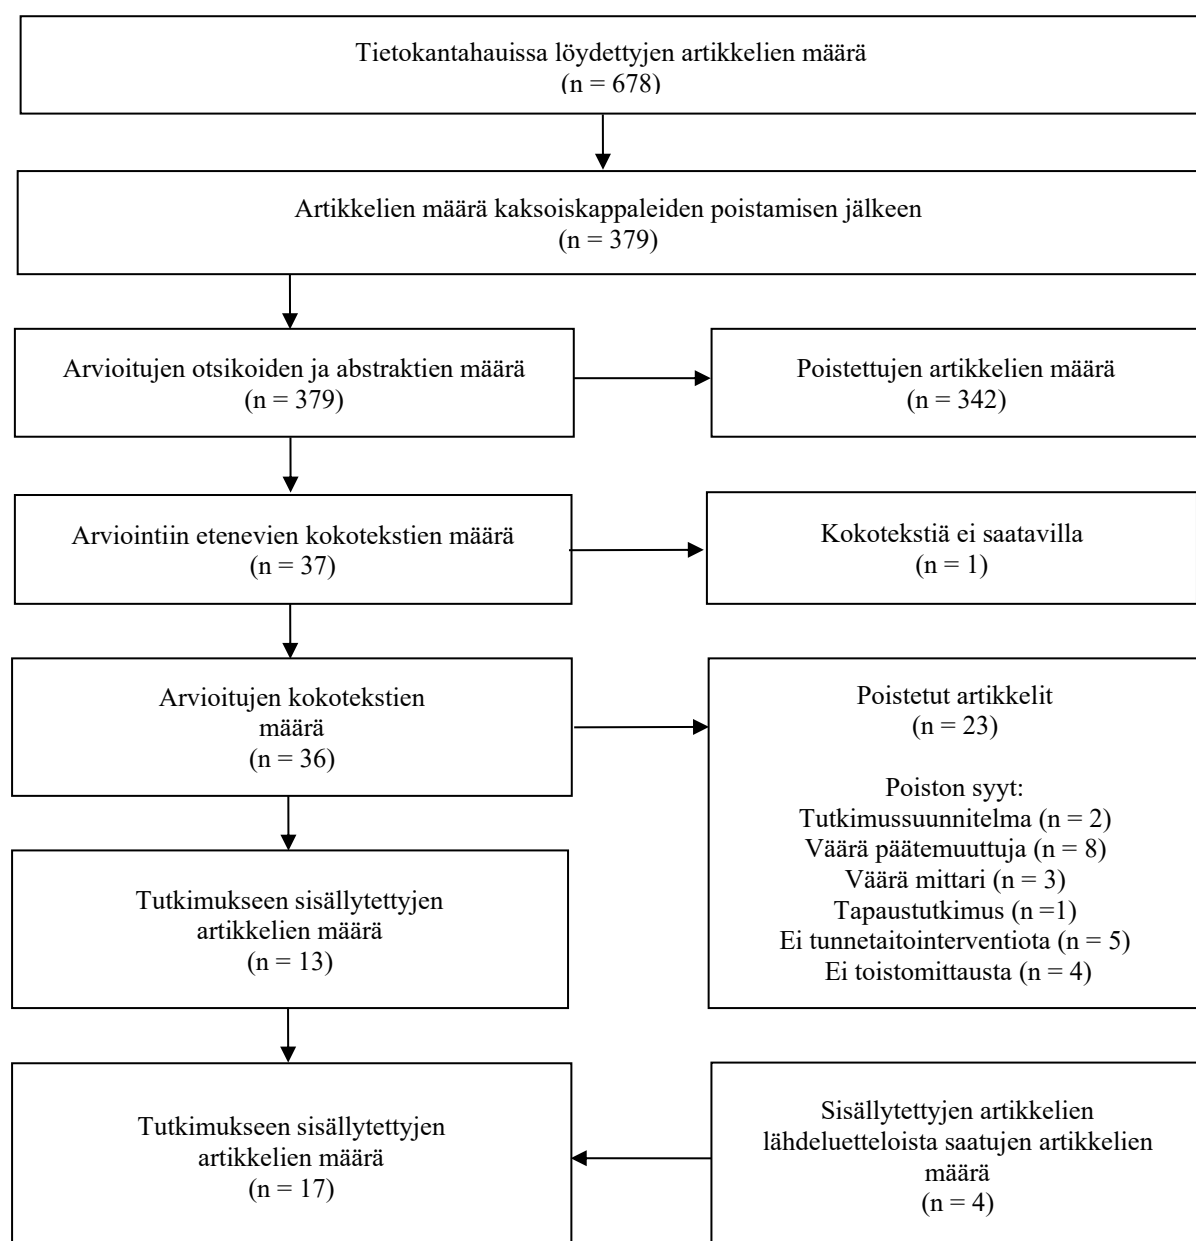 Tietokantahauissa löydettyjen artikkelien määrä
(n = 678)
Artikkelien määrä kaksoiskappaleiden poistamisen jälkeen
(n = 379)
Arvioitujen otsikoiden ja abstraktien määrä
(n = 379)
Poistettujen artikkelien määrä
(n = 342)
Arviointiin etenevien kokotekstien määrä
(n = 37)
Kokotekstiä ei saatavilla
(n = 1)
Arvioitujen kokotekstien
määrä
(n = 36)
Poistetut artikkelit
(n = 23)
Poiston syyt:
Tutkimussuunnitelma (n = 2)
Väärä päätemuuttuja (n = 8)
Väärä mittari (n = 3)
Tapaustutkimus (n =1)
Ei tunnetaitointerventiota (n = 5)
Ei toistomittausta (n = 4)
Tutkimukseen sisällytettyjen
artikkelien määrä
(n = 13)
Tutkimukseen sisällytettyjen
artikkelien määrä
(n = 17)
Sisällytettyjen artikkelien
lähdeluetteloista saatujen artikkelien
määrä
(n = 4)